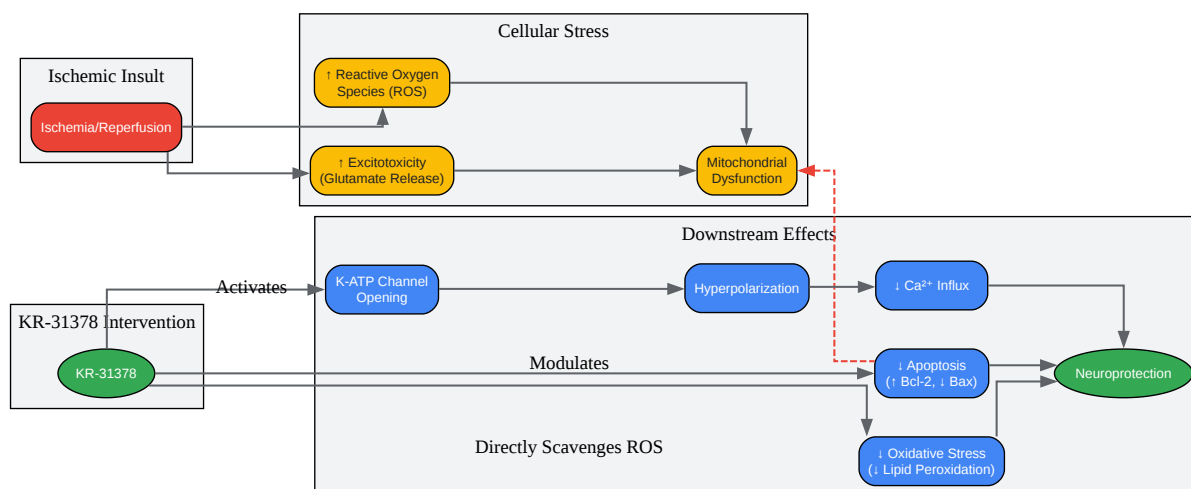 Cellular Stress
Ischemic Insult
↑ Reactive Oxygen
Species (ROS)
Ischemia/Reperfusion
↑ Excitotoxicity
(Glutamate Release)
Mitochondrial
Dysfunction
Downstream Effects
Activates
K-ATP Channel
Opening
Hyperpolarization
↓ Ca²⁺ Influx
KR-31378 Intervention
KR-31378
Modulates
↓ Apoptosis
(↑ Bcl-2, ↓ Bax)
Neuroprotection
Directly Scavenges ROS
↓ Oxidative Stress
(↓ Lipid Peroxidation)